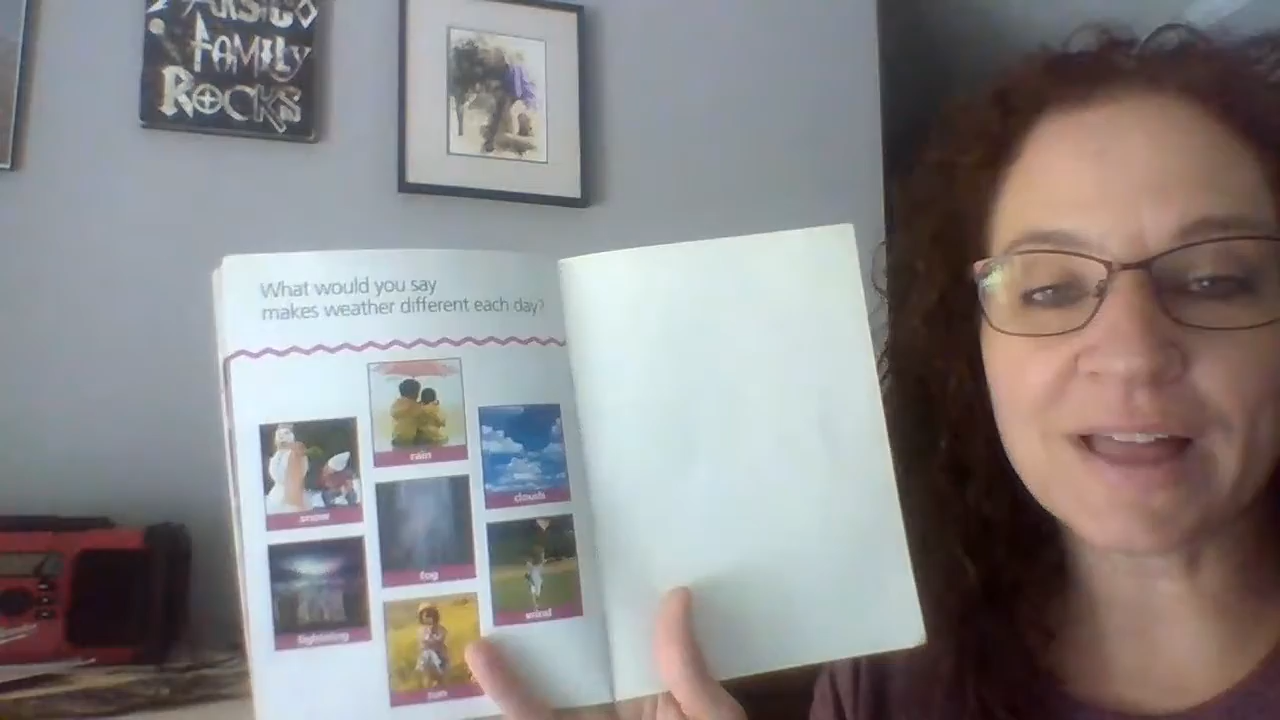 FAMILY
ROCKS
What would you say
makes weather different each day?
rain
clouds
snow
fog
wind
lightning
sun